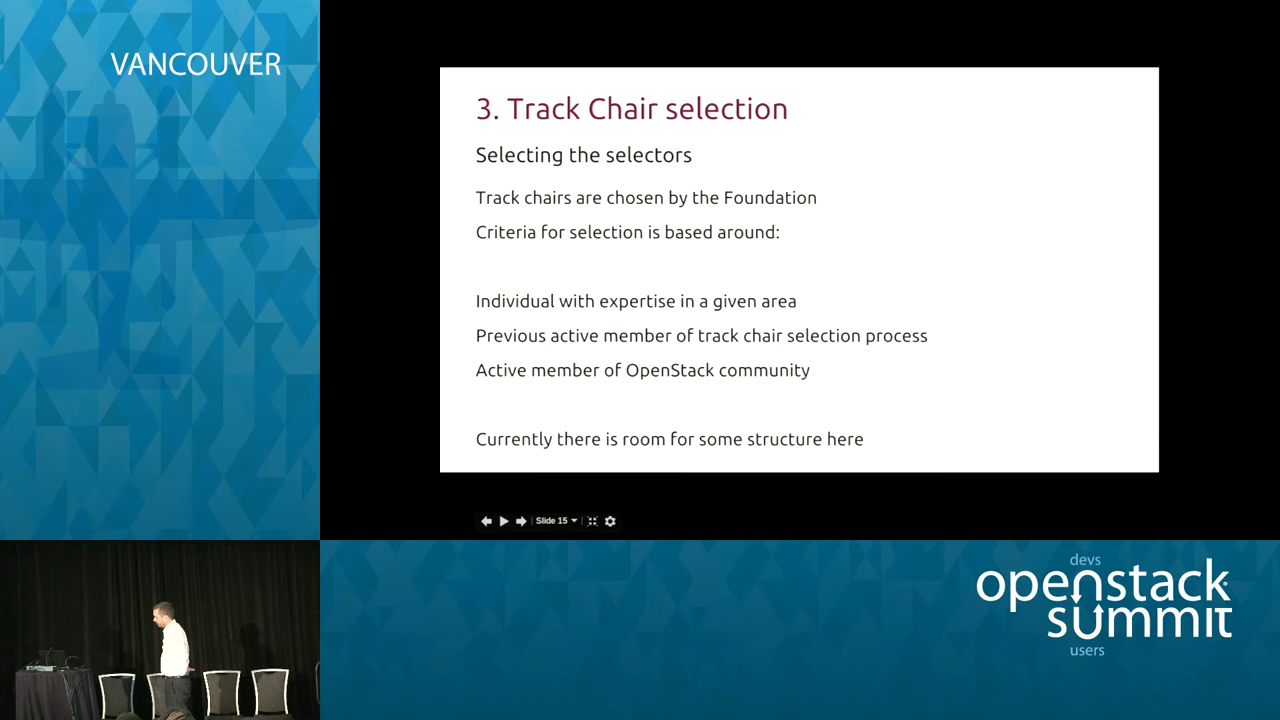 VANCOUVER
3. Track Chair selection
Selecting the selectors
Track chairs are chosen by the Foundation
Criteria for selection is based around:
Individual with expertise in a given area
Previous active member of track chair selection process
Active member of OpenStack community
Currently there is room for some structure here
Slide 15
devs
openstack
summit
users